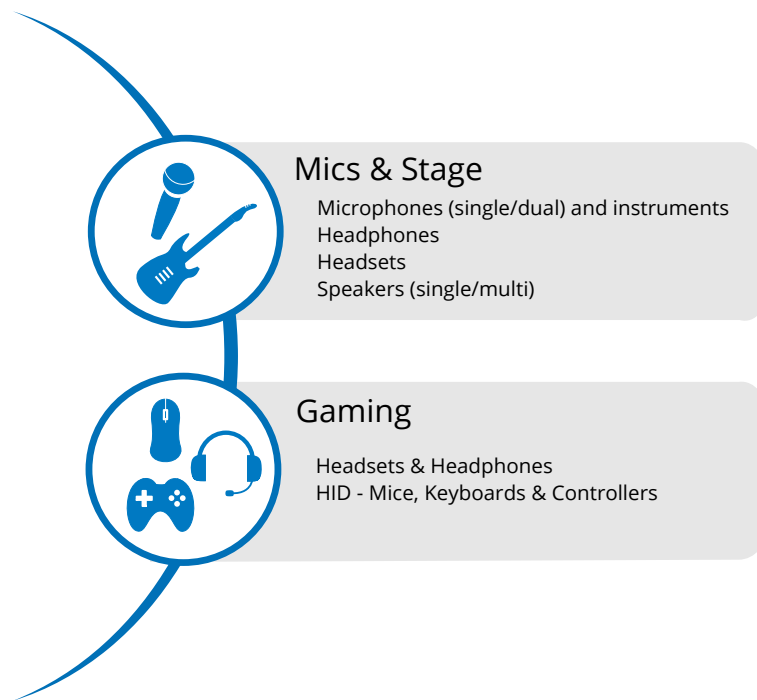 Mics & Stage
Microphones (single/dual) and instruments
Headphones
Headsets
Speakers (single/multi)
Gaming
Headsets & Headphones
HID - Mice, Keyboards & Controllers